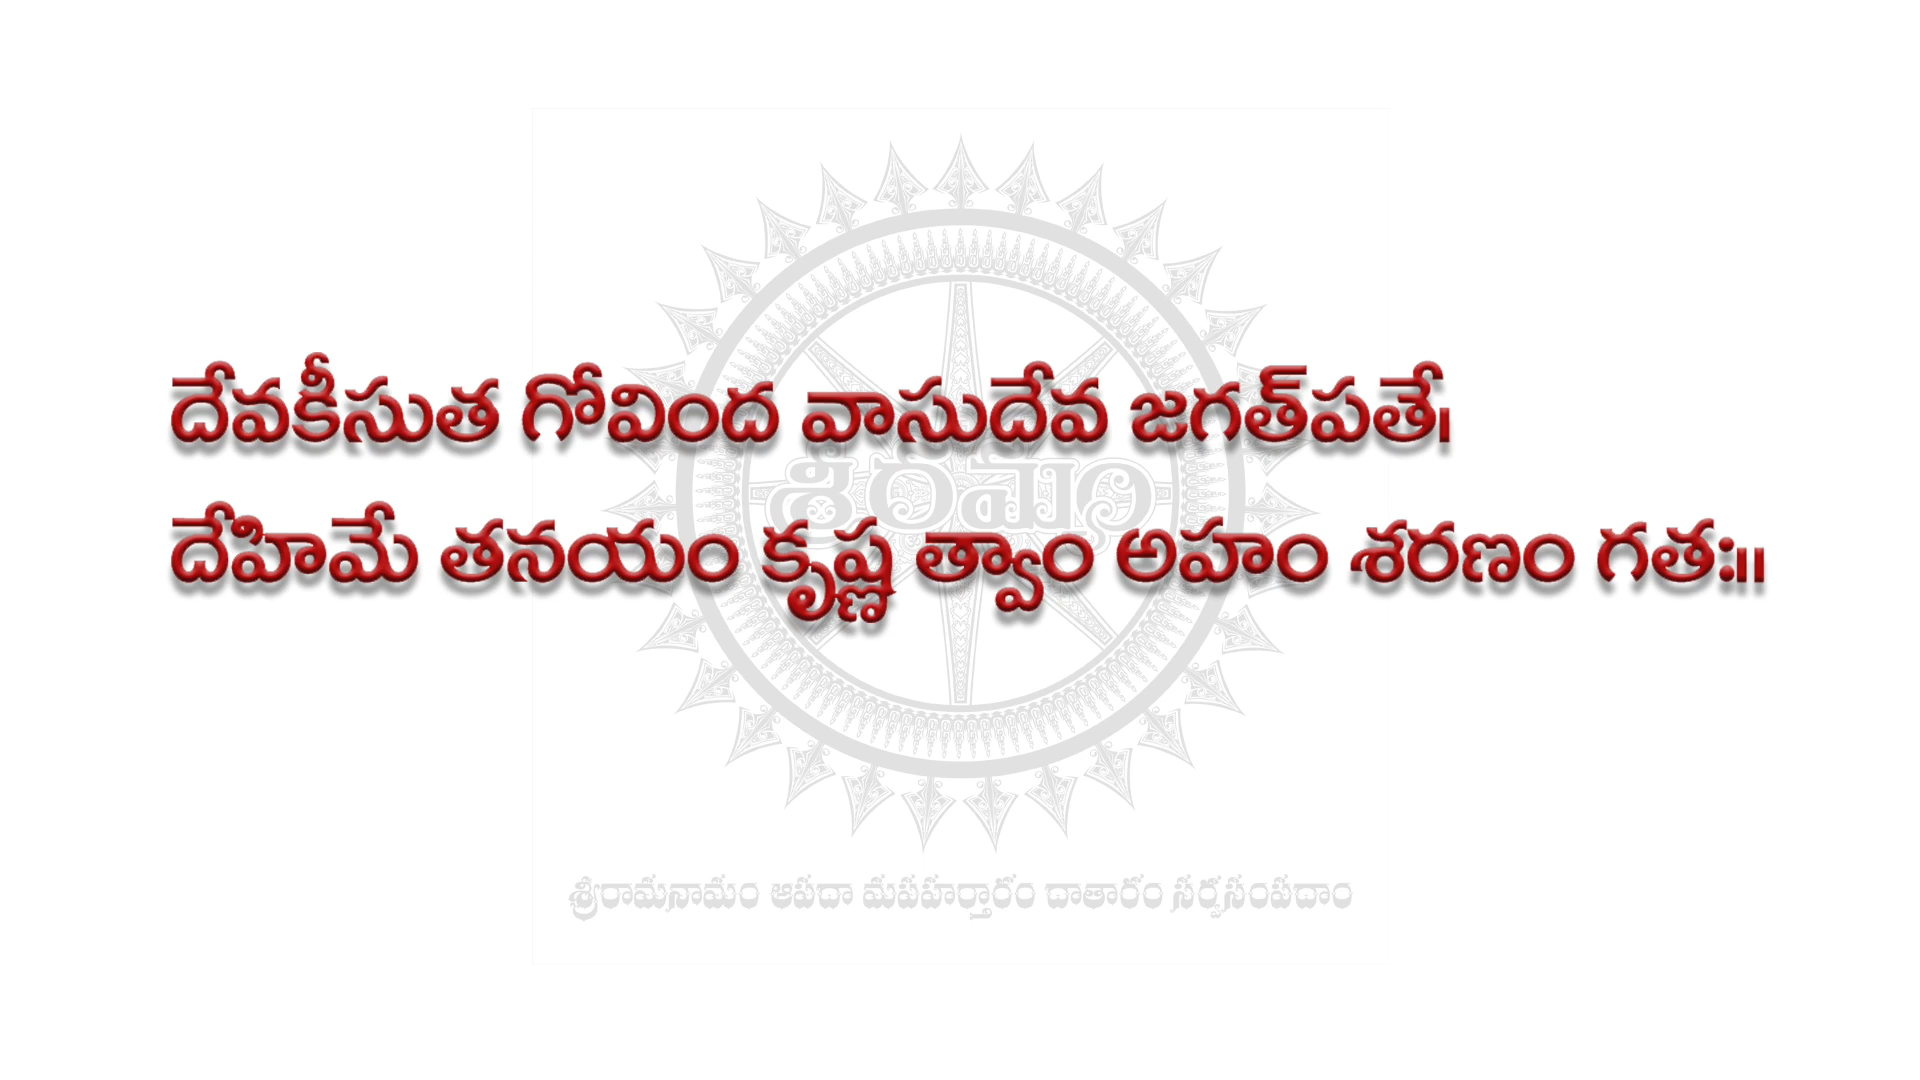 దేవకీసుత గోవింద వాసుదేవ జగత్‌పతే।
శ్రీరామ
దేహిమే తనయం కృష్ణ త్వాం అహం శరణం గతః॥
శ్రీరామనామం ఆపదా మపహర్తారం దాతారం సర్వసంపదాం